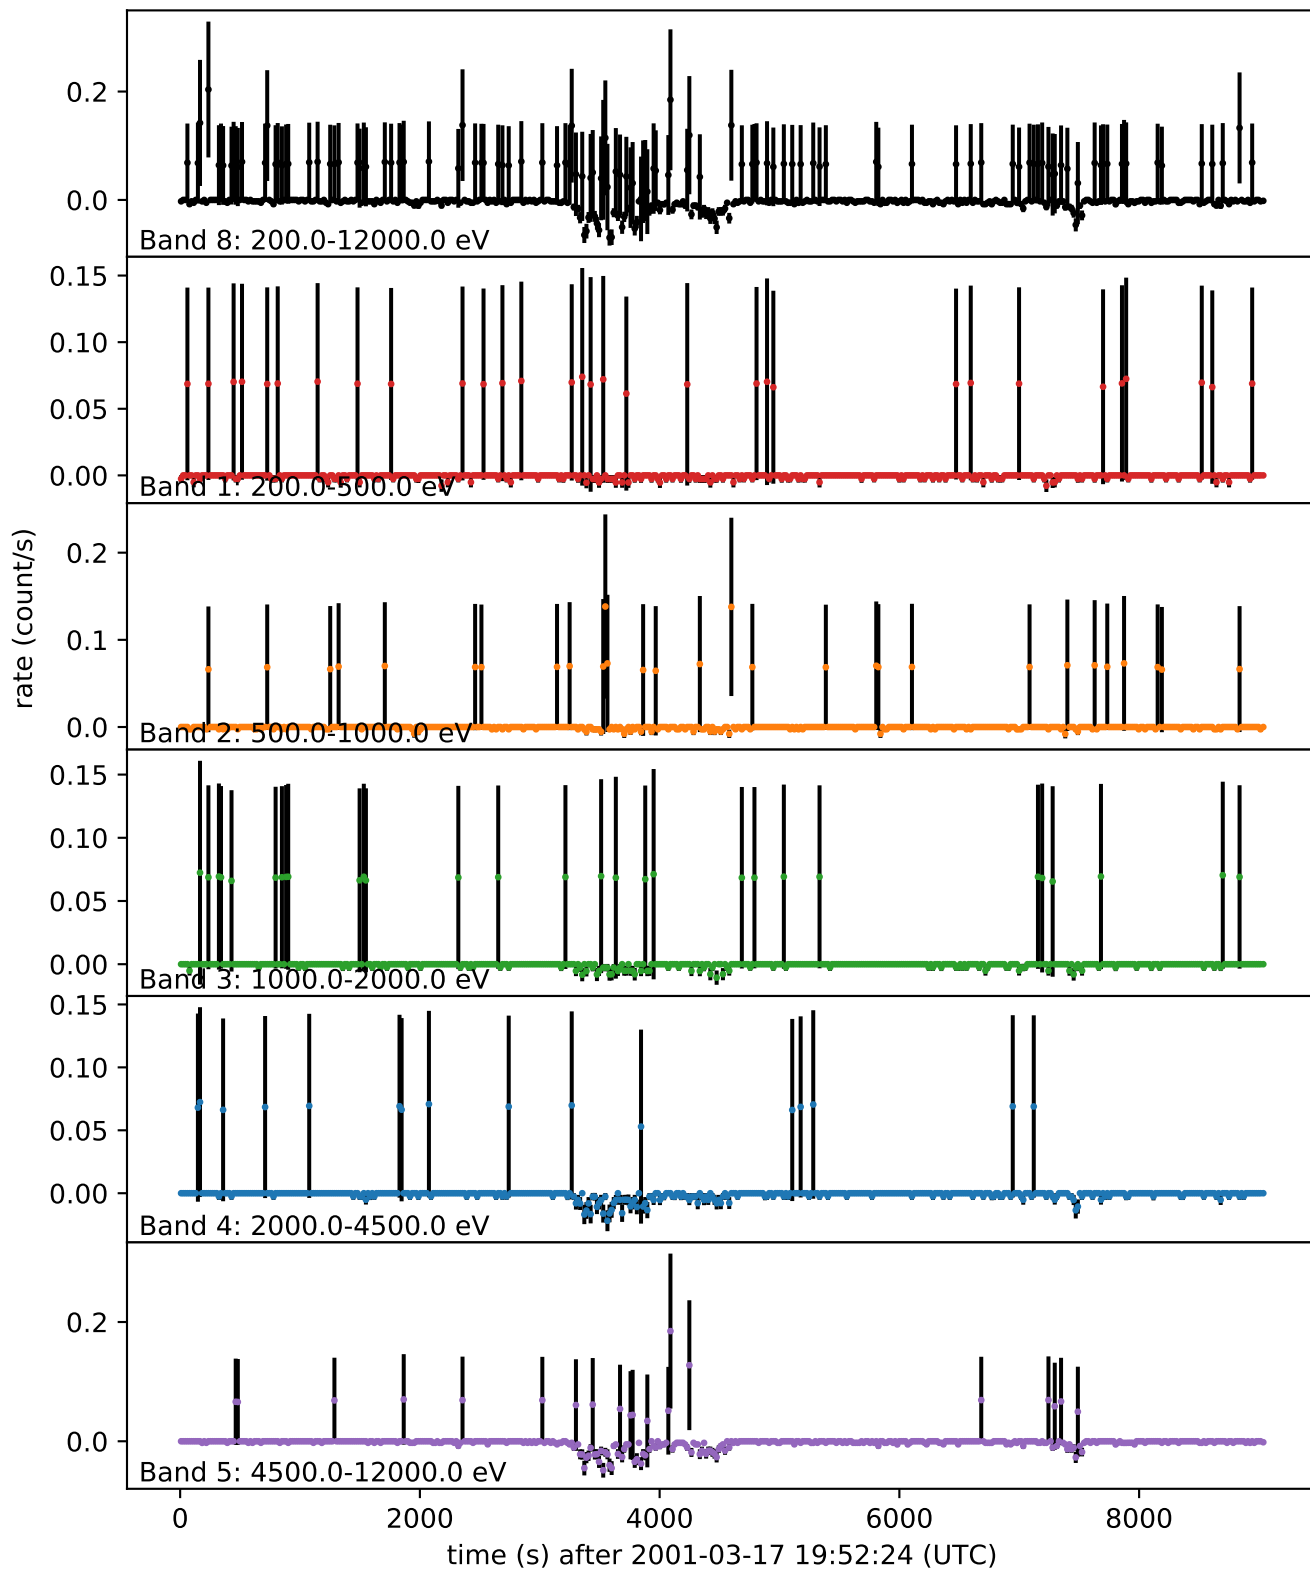 0.2
0.0
Band 8: 200.0-12000.0 eV
0.15
0.10
0.05
0.00
Band 1: 200.0-500.0 eV
rate (count/s)
0.2
0.1
0.0
Band 2: 500.0-1000.0 eV
0.15
0.10
0.05
0.00
Band 3: 1000.0-2000.0 eV
0.15
0.10
0.05
0.00
Band 4: 2000.0-4500.0 eV
0.2
0.0
Band 5: 4500.0-12000.0 eV
0 2000 4000 6000 8000
time (s) after 2001-03-17 19:52:24 (UTC)